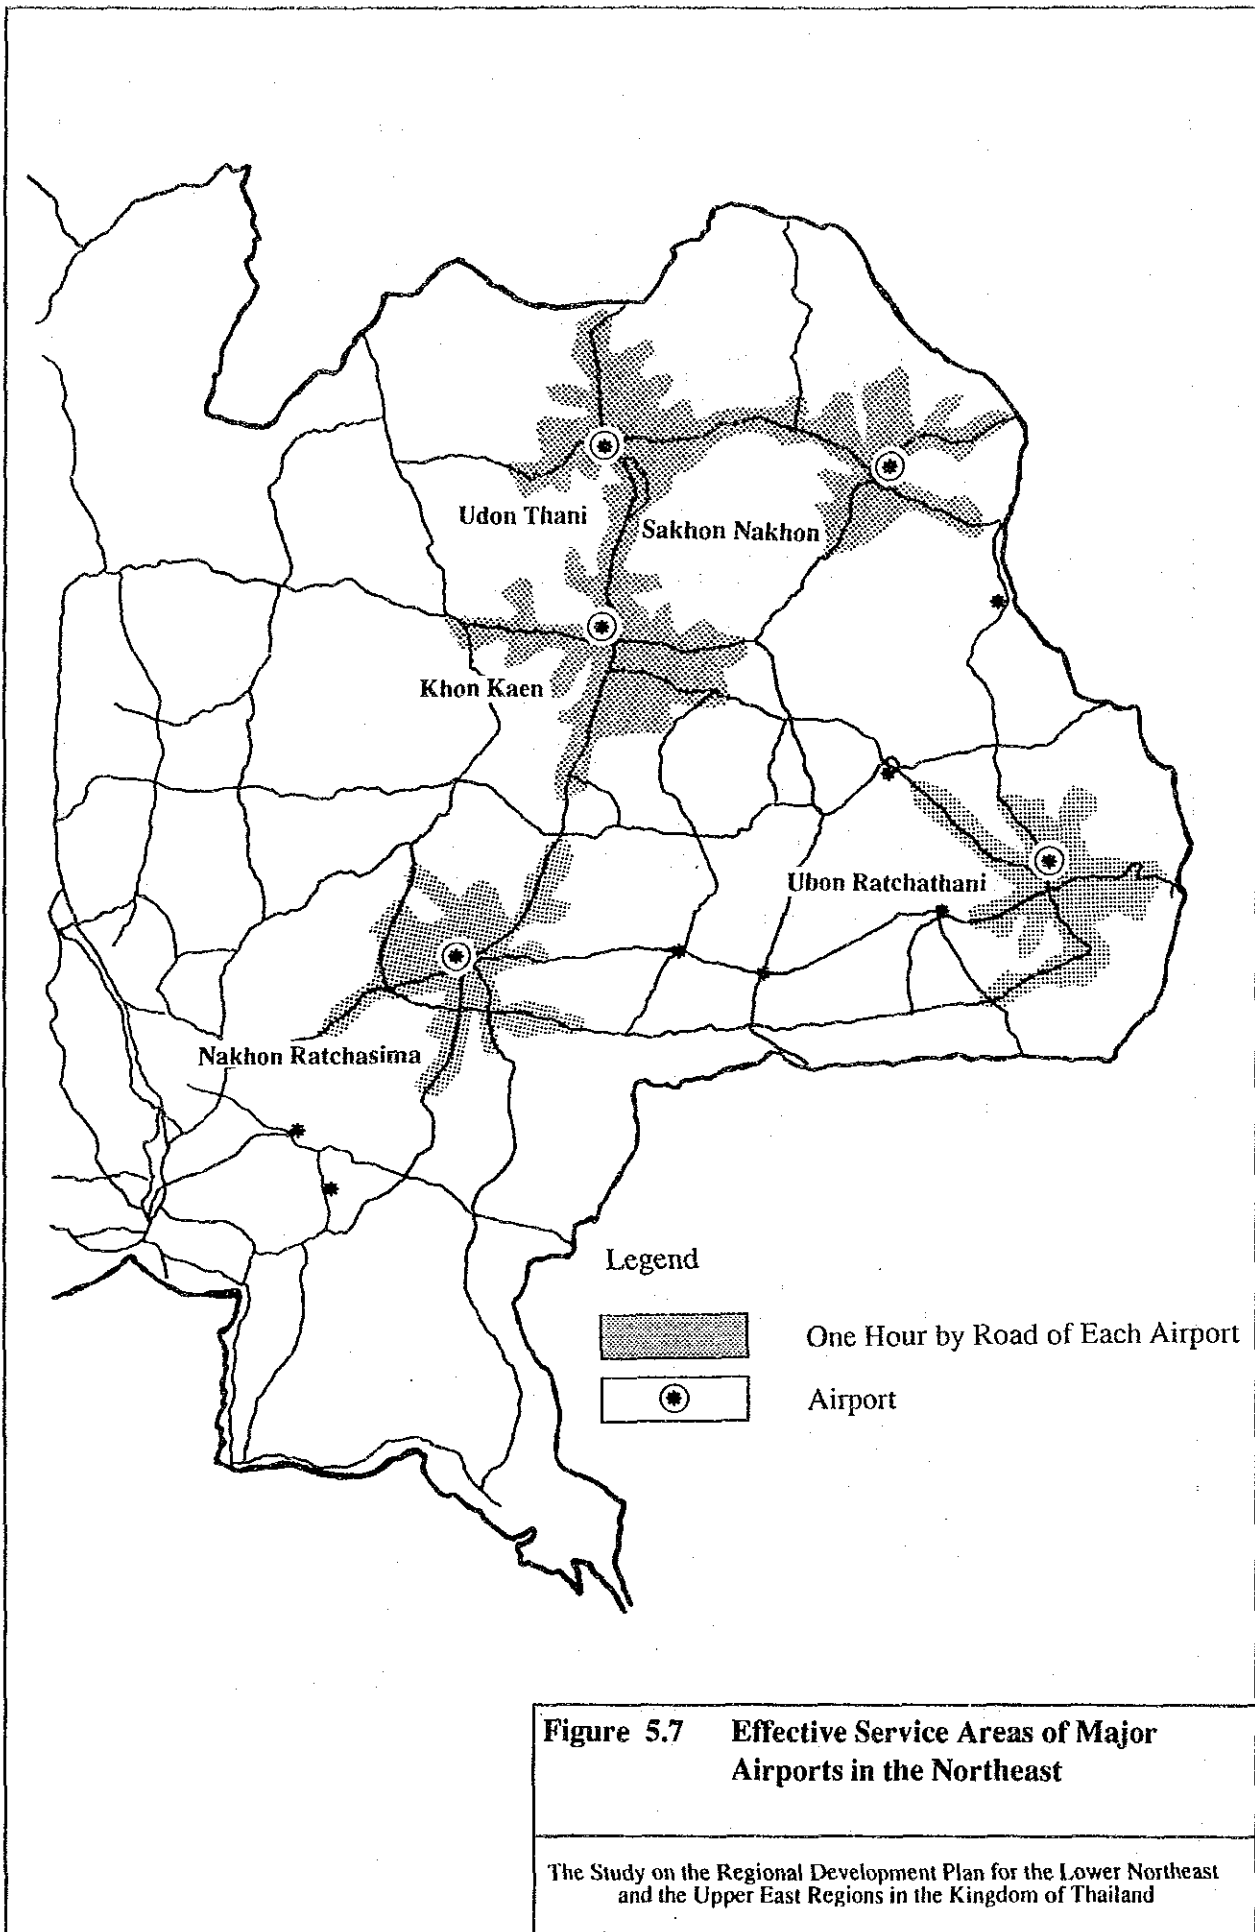 Udon Thani
Sakhon Nakhon
Khon Kaen
Ubon Ratchathani
Nakhon Ratchasima
Legend
One Hour by Road of Each Airport
Airport
Figure 5.7 Effective Service Areas of Major
Airports in the Northeast
The Study on the Regional Development Plan for the Lower Northeast
and the Upper East Regions in the Kingdom of Thailand